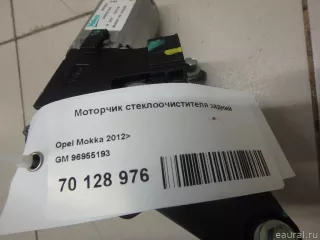 Моторчик стеклоочистителя задний
Opel Mokka 2012>
GM 96955193
70 128 976
eaural.ru